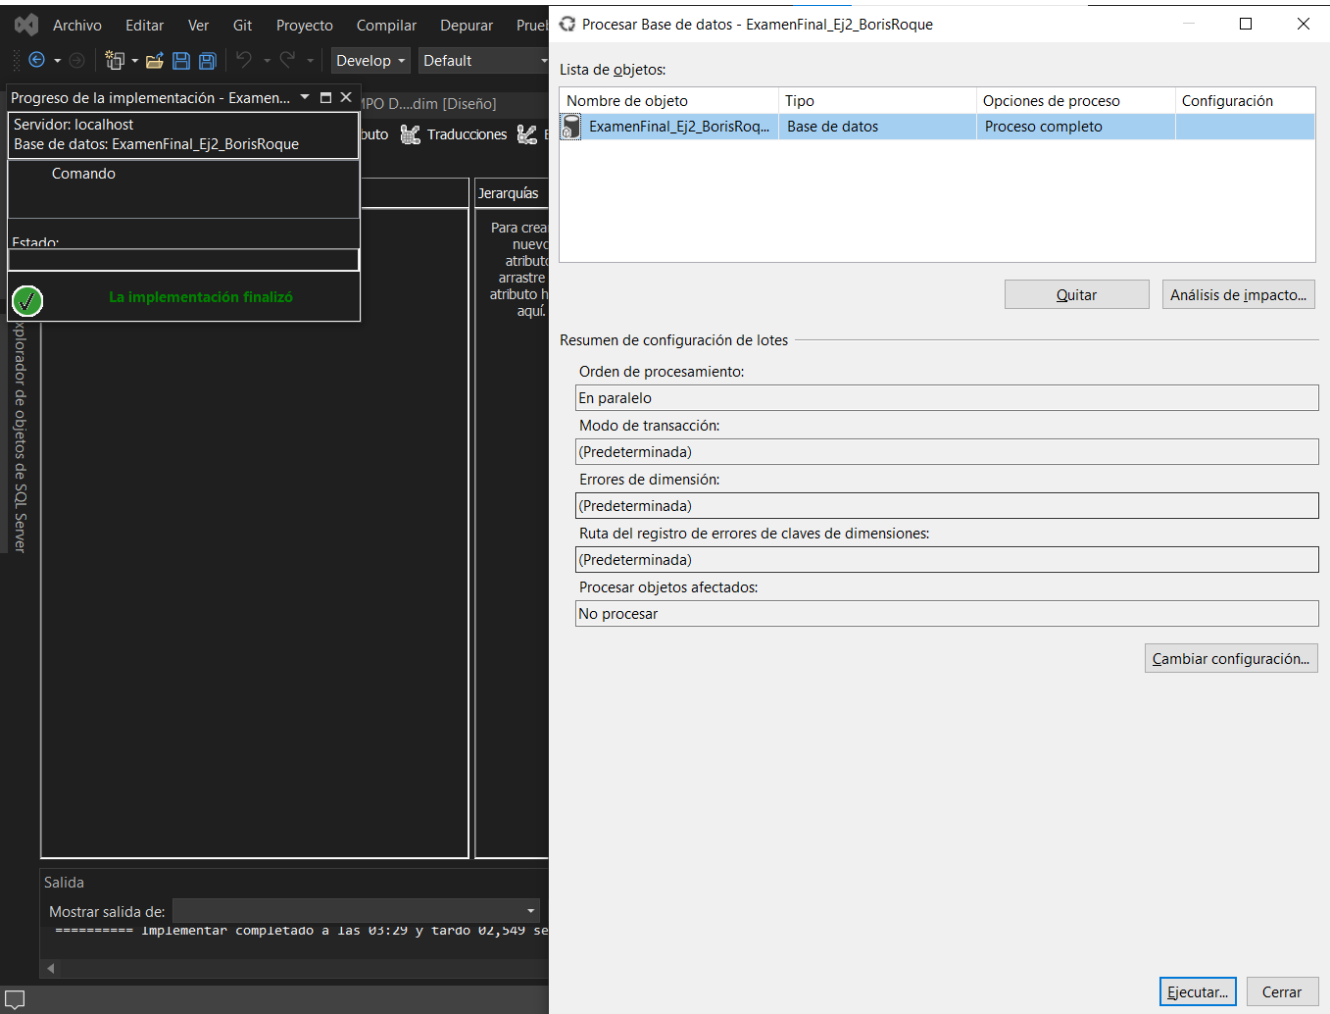 Archivo Editar Ver Git Proyecto Compilar Depurar
Develop Default
Progreso de la implementación - Examen...
Servidor: localhost
Base de datos: ExamenFinal_Ej2_BorisRoque
Comando
Estado:
La implementación finalizó
MPO D....dim [Diseño]
buto Traducciones
Jerarquías
Para crea
nuevo
atributo
arrastre
atributo h
aquí.
xplorador de objetos de SQL Server
Salida
Mostrar salida de:
========== Implementar completado a las 03:29 y tardó 02,549 se
Procesar Base de datos - ExamenFinal_Ej2_BorisRoque
Lista de objetos:
Nombre de objeto Tipo Opciones de proceso Configuración
ExamenFinal_Ej2_BorisRoq... Base de datos Proceso completo
Quitar Análisis de impacto...
Resumen de configuración de lotes
Orden de procesamiento:
En paralelo
Modo de transacción:
(Predeterminada)
Errores de dimensión:
(Predeterminada)
Ruta del registro de errores de claves de dimensiones:
(Predeterminada)
Procesar objetos afectados:
No procesar
Cambiar configuración...
Ejecutar... Cerrar